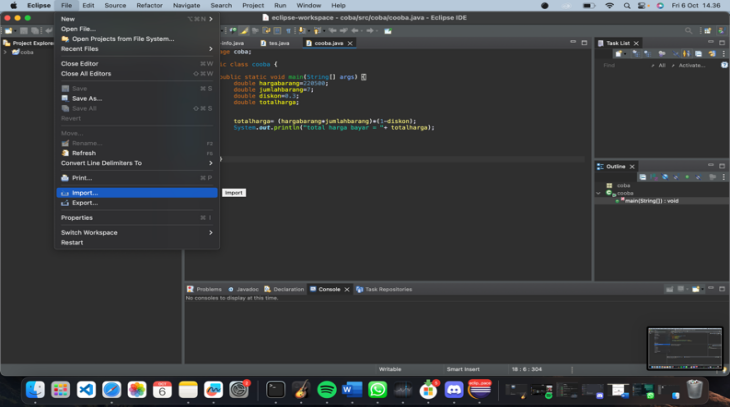 Eclipse File Edit Source Refactor Navigate Search Project Run Window Help Fri 6 Oct 14.36
eclipse-workspace - coba/src/coba/cooba.java - Eclipse IDE
Project Explorer
coba
New ⌥⌘N
Open File...
Open Projects from File System...
Recent Files
Close Editor ⌘W
Close All Editors ⇧⌘W
Save ⌘S
Save As...
Save All ⇧⌘S
Revert
Move...
Rename... F2
Refresh F5
Convert Line Delimiters To
Print... ⌘P
Import...
Export...
Properties ⌘I
Switch Workspace
Restart
Import
-info.java tes.java cooba.java
ge coba;
c class cooba {
public static void main(String[] args) {
double hargabarang=220500;
double jumlahbarang=7;
double diskon=0.3;
double totalharga;
totalharga= (hargabarang*jumlahbarang)*(1-diskon);
System.out.println("total harga bayar = "+ totalharga);
}
Task List
Find All Activate...
Outline
coba
cooba
main(String[]) : void
Problems Javadoc Declaration Console Task Repositories
No consoles to display at this time.
Writable Smart Insert 18 : 6 : 304
OCT
6